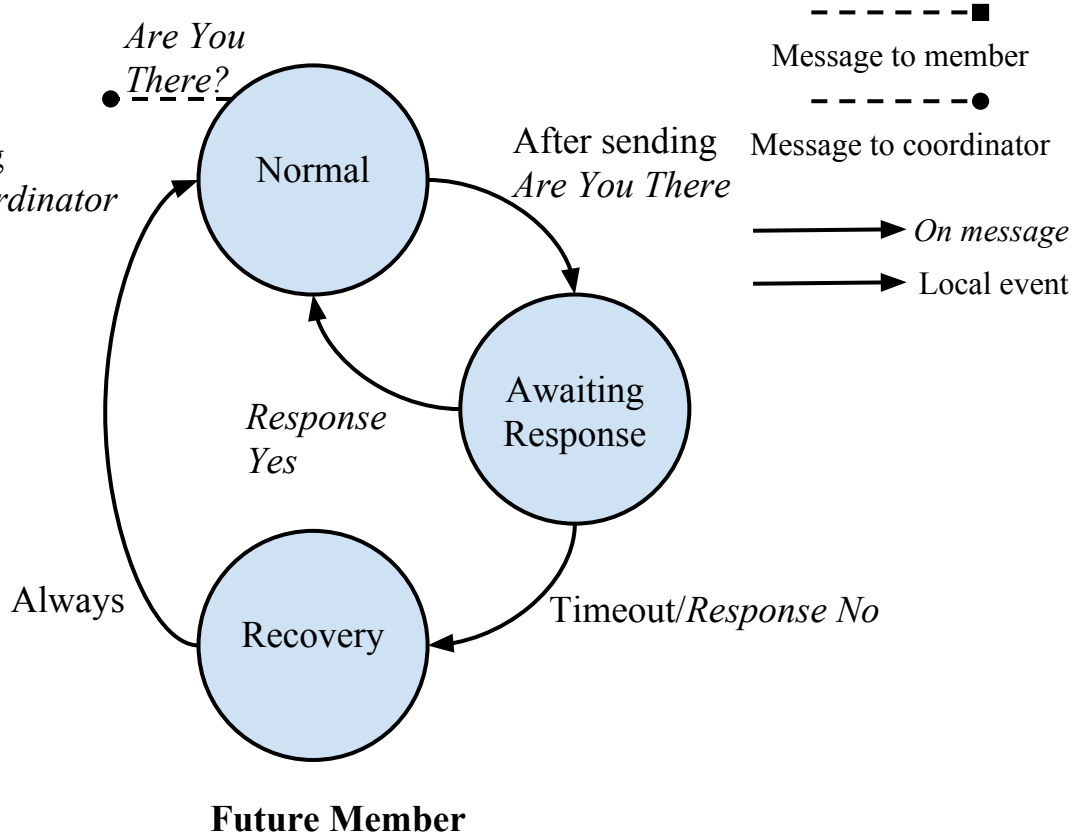 Are You
There?
Message to member
Message to coordinator
After sending
Are You There
Normal
On message
Local event
Awaiting
Response
Response
Yes
Always
Recovery
Timeout/Response No
Future Member